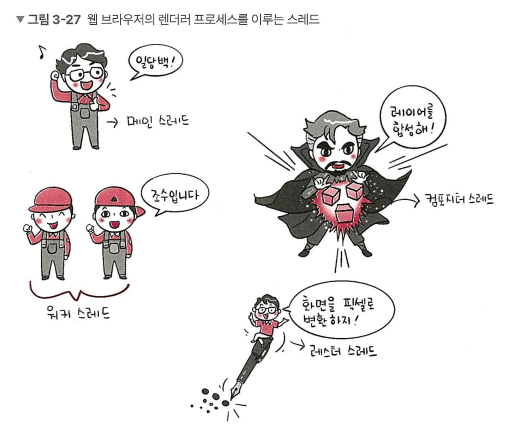 ▼ 그림 3-27 웹 브라우저의 렌더러 프로세스를 이루는 스레드
일당백!
메인 스레드
레이어를
합성해!
컴포지터 스레드
조수입니다
워커 스레드
화면을 픽셀로
변환하지!
레스터 스레드